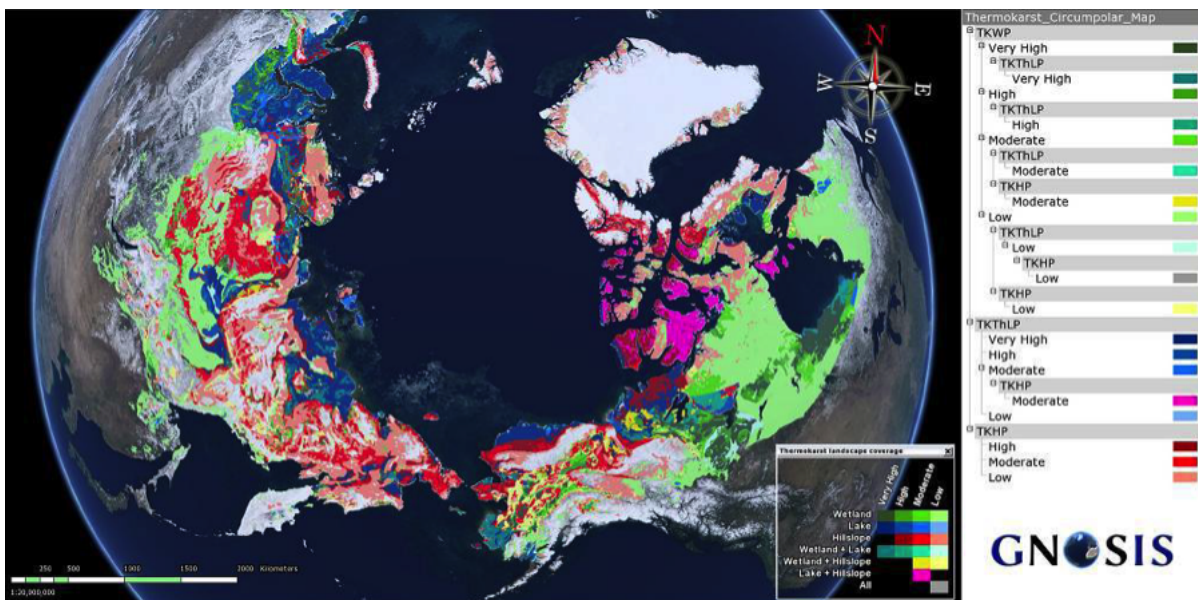 Thermokarst_Circumpolar_Map
TKWP
Very High
TKThLP
Very High
High
TKThLP
High
Moderate
TKThLP
Moderate
TKHP
Moderate
Low
TKThLP
Low
TKHP
Low
TKHP
Low
TKThLP
Very High
High
Moderate
TKHP
Moderate
Low
TKHP
High
Moderate
Low
N
W
E
S
Thermokarst landscape coverage
Very High
High
Moderate
Low
Wetland
Lake
Hillslope
Wetland + Lake
Wetland + Hillslope
Lake + Hillslope
All
250 500 1000 1500 2000 Kilometers
1:20,000,000
GNOSIS